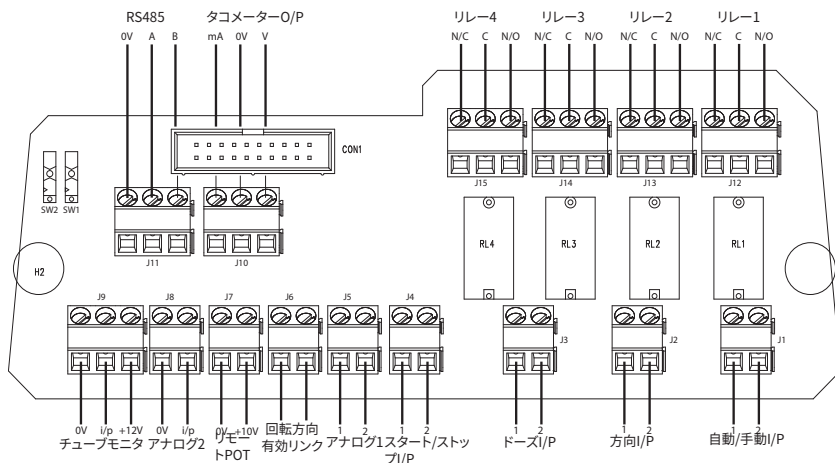 RS485 タコメーターO/P リレー4 リレー3 リレー2 リレー1
0V A B mA 0V V N/C C N/O N/C C N/O N/C C N/O N/C C N/O
CON1
J15 J14 J13 J12
SW2 SW1
J11 J10
RL4 RL3 RL2 RL1
H2
J9 J8 J7 J6 J5 J4
J3 J2 J1
0V i/p +12V 0V i/p 0V +10V 1 2 1 2 1 2 1 2 1 2
チューブモニタ アナログ2 リモー 回転方向 アナログ1 スタート/ストッ ドーズI/P 方向I/P 自動/手動I/P
トPOT 有効リンク プI/P